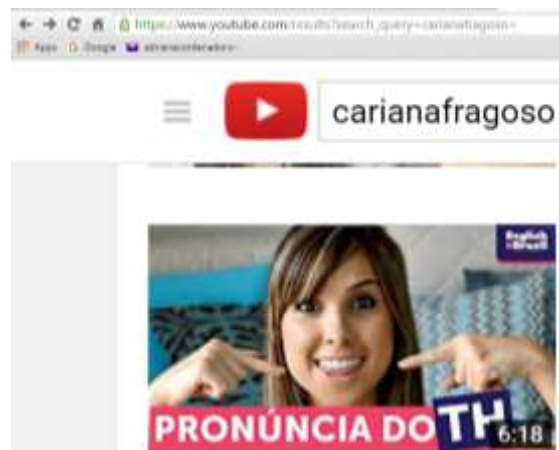 https://www.youtube.com/results?search_query=carianafragoso
Apps G. Google
carianafragoso
English
in Brazil
PRONÚNCIA DO TH
6:18